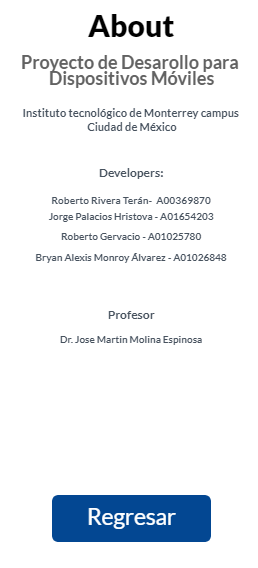 About
Proyecto de Desarollo para
Dispositivos Móviles
Instituto tecnológico de Monterrey campus
Ciudad de México
Developers:
Roberto Rivera Terán-  A00369870
Jorge Palacios Hristova - A01654203
Roberto Gervacio - A01025780
Bryan Alexis Monroy Álvarez - A01026848
Profesor
Dr. Jose Martin Molina Espinosa
Regresar